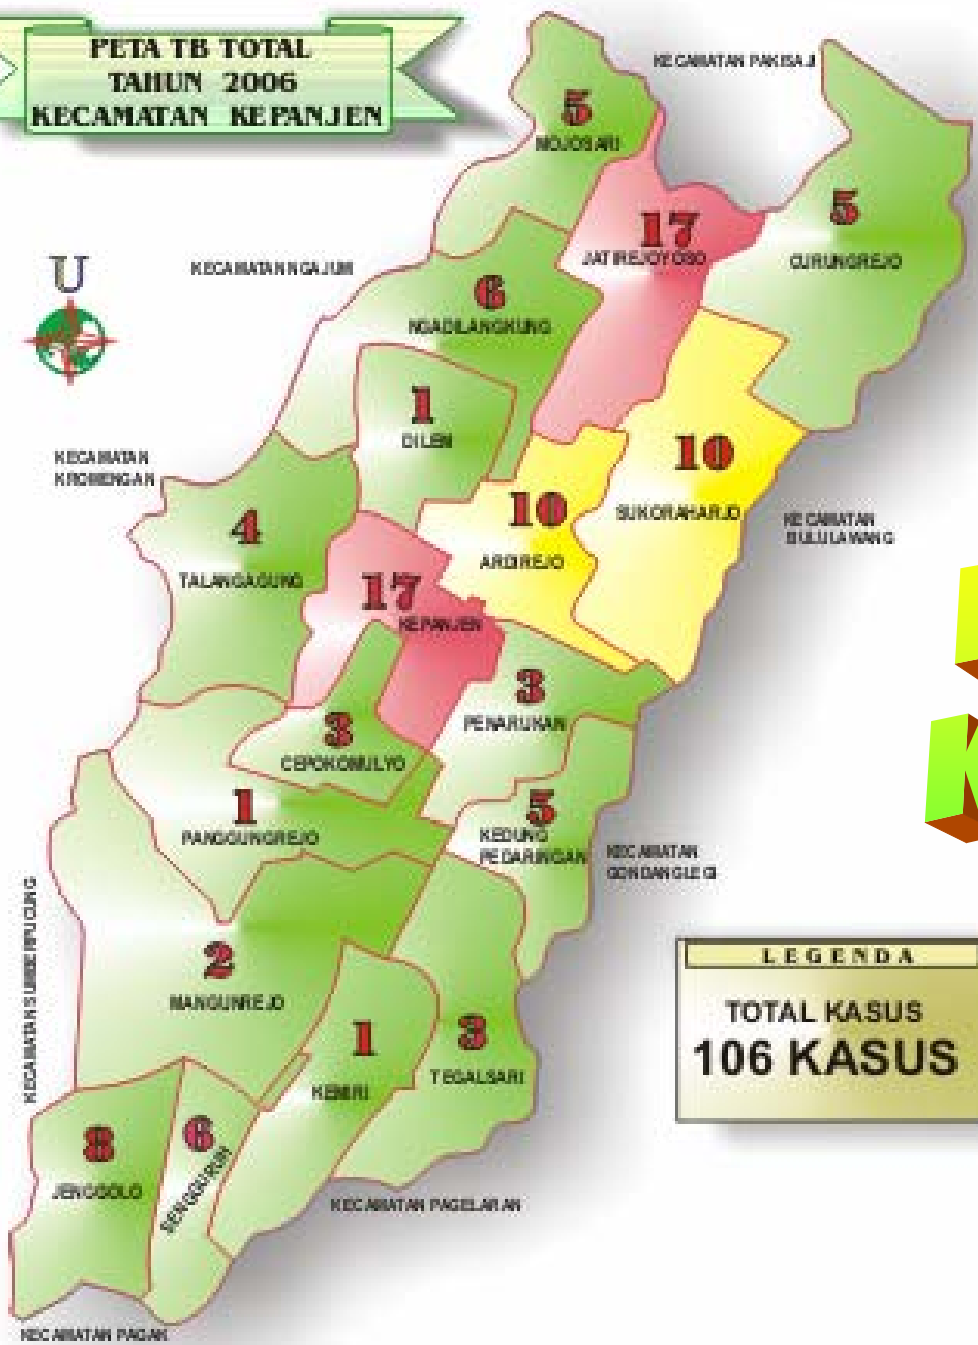 PETA TB TOTAL
TAHUN 2006
KECAMATAN KEPANJEN
KECAMATAN PAKISAJI
5
MOJOSARI
17
JATIREJOYOSO
5
CURUNGREJO
U
KECAMATAN NGAJUM
6
NGADILANGKUNG
1
DILEM
10
SUKORAHARJO
KECAMATAN
KROMENGAN
4
TALANGAGUNG
10
ARDIREJO
KECAMATAN
BULULAWANG
17
KEPANJEN
3
PENARUKAN
3
CEPOKOMULYO
1
PANGGUNGREJO
5
KEDUNG
PEDARINGAN
KECAMATAN
GONDANGLEGI
K
KECAMATAN SUMBERPUCUNG
2
MANGUNREJO
LEGENDA
TOTAL KASUS
106 KASUS
1
KEMIRI
3
TEGALSARI
8
JENGGOLO
6
SENGGURUH
KECAMATAN PAGELARAN
KECAMATAN PAGAK